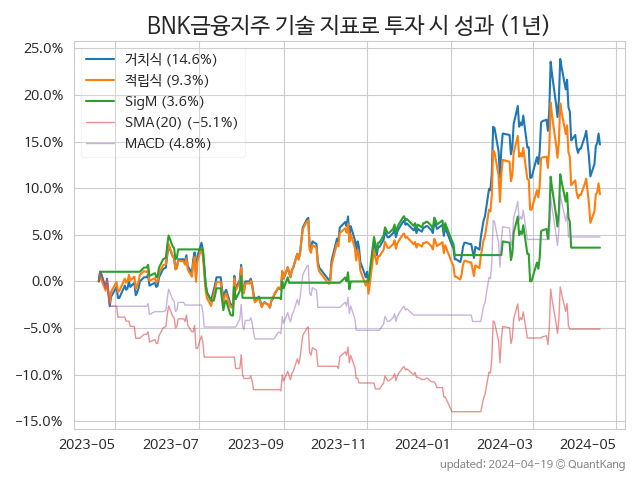 BNK금융지주 기술 지표로 투자 시 성과 (1년)
25.0%
20.0%
15.0%
10.0%
5.0%
0.0%
−5.0%
−10.0%
−15.0%
거치식 (14.6%)
적립식 (9.3%)
SigM (3.6%)
SMA(20) (−5.1%)
MACD (4.8%)
2023−05 2023−07 2023−09 2023−11 2024−01 2024−03 2024−05
updated: 2024−04−19 © QuantKang